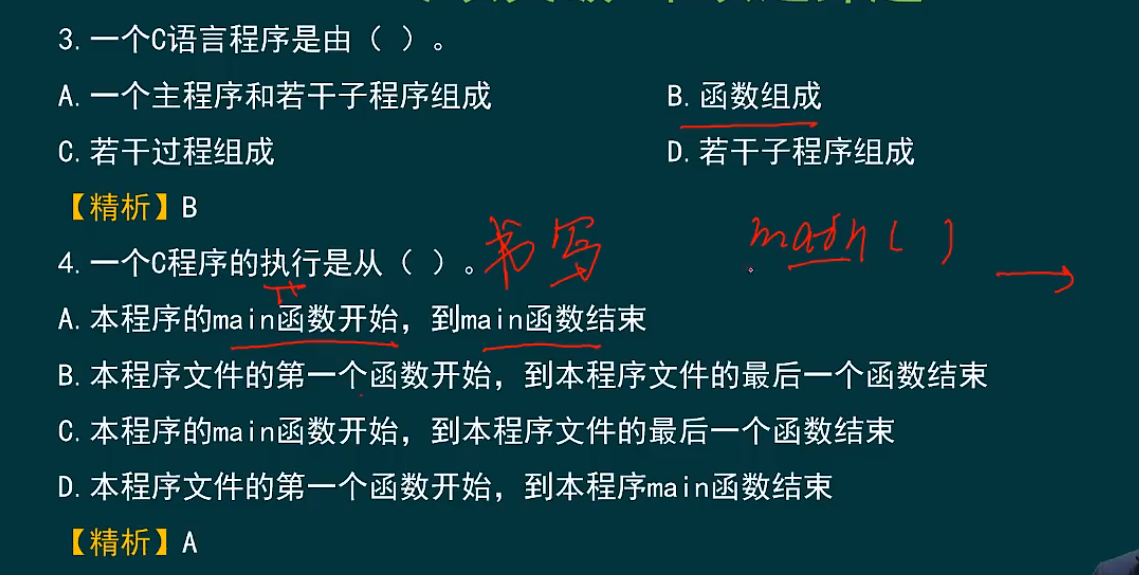 3. 一个C语言程序是由（ ）。
A. 一个主程序和若干子程序组成 B. 函数组成
C. 若干过程组成 D. 若干子程序组成
【精析】B
书写 main( )
4. 一个C程序的执行是从（ ）。
A. 本程序的main函数开始，到main函数结束
B. 本程序文件的第一个函数开始，到本程序文件的最后一个函数结束
C. 本程序的main函数开始，到本程序文件的最后一个函数结束
D. 本程序文件的第一个函数开始，到本程序main函数结束
【精析】A